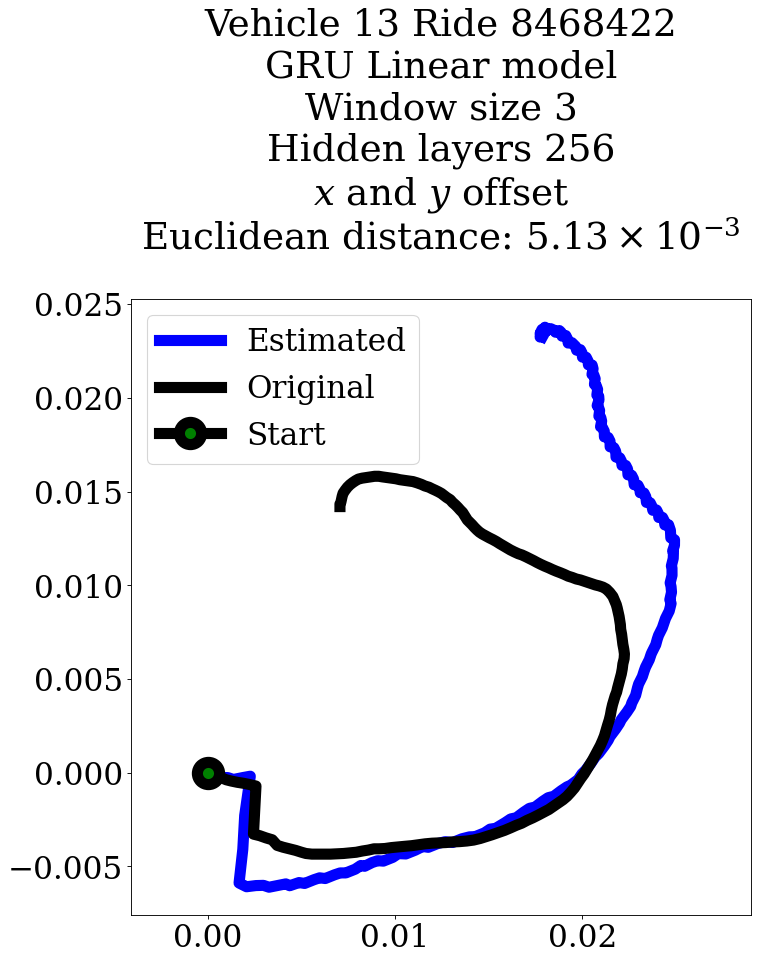 Vehicle 13 Ride 8468422
GRU Linear model
Window size 3
Hidden layers 256
x and y offset
Euclidean distance: 5.13 × 10⁻³
0.025
0.020
0.015
0.010
0.005
0.000
−0.005
Estimated
Original
Start
0.00 0.01 0.02